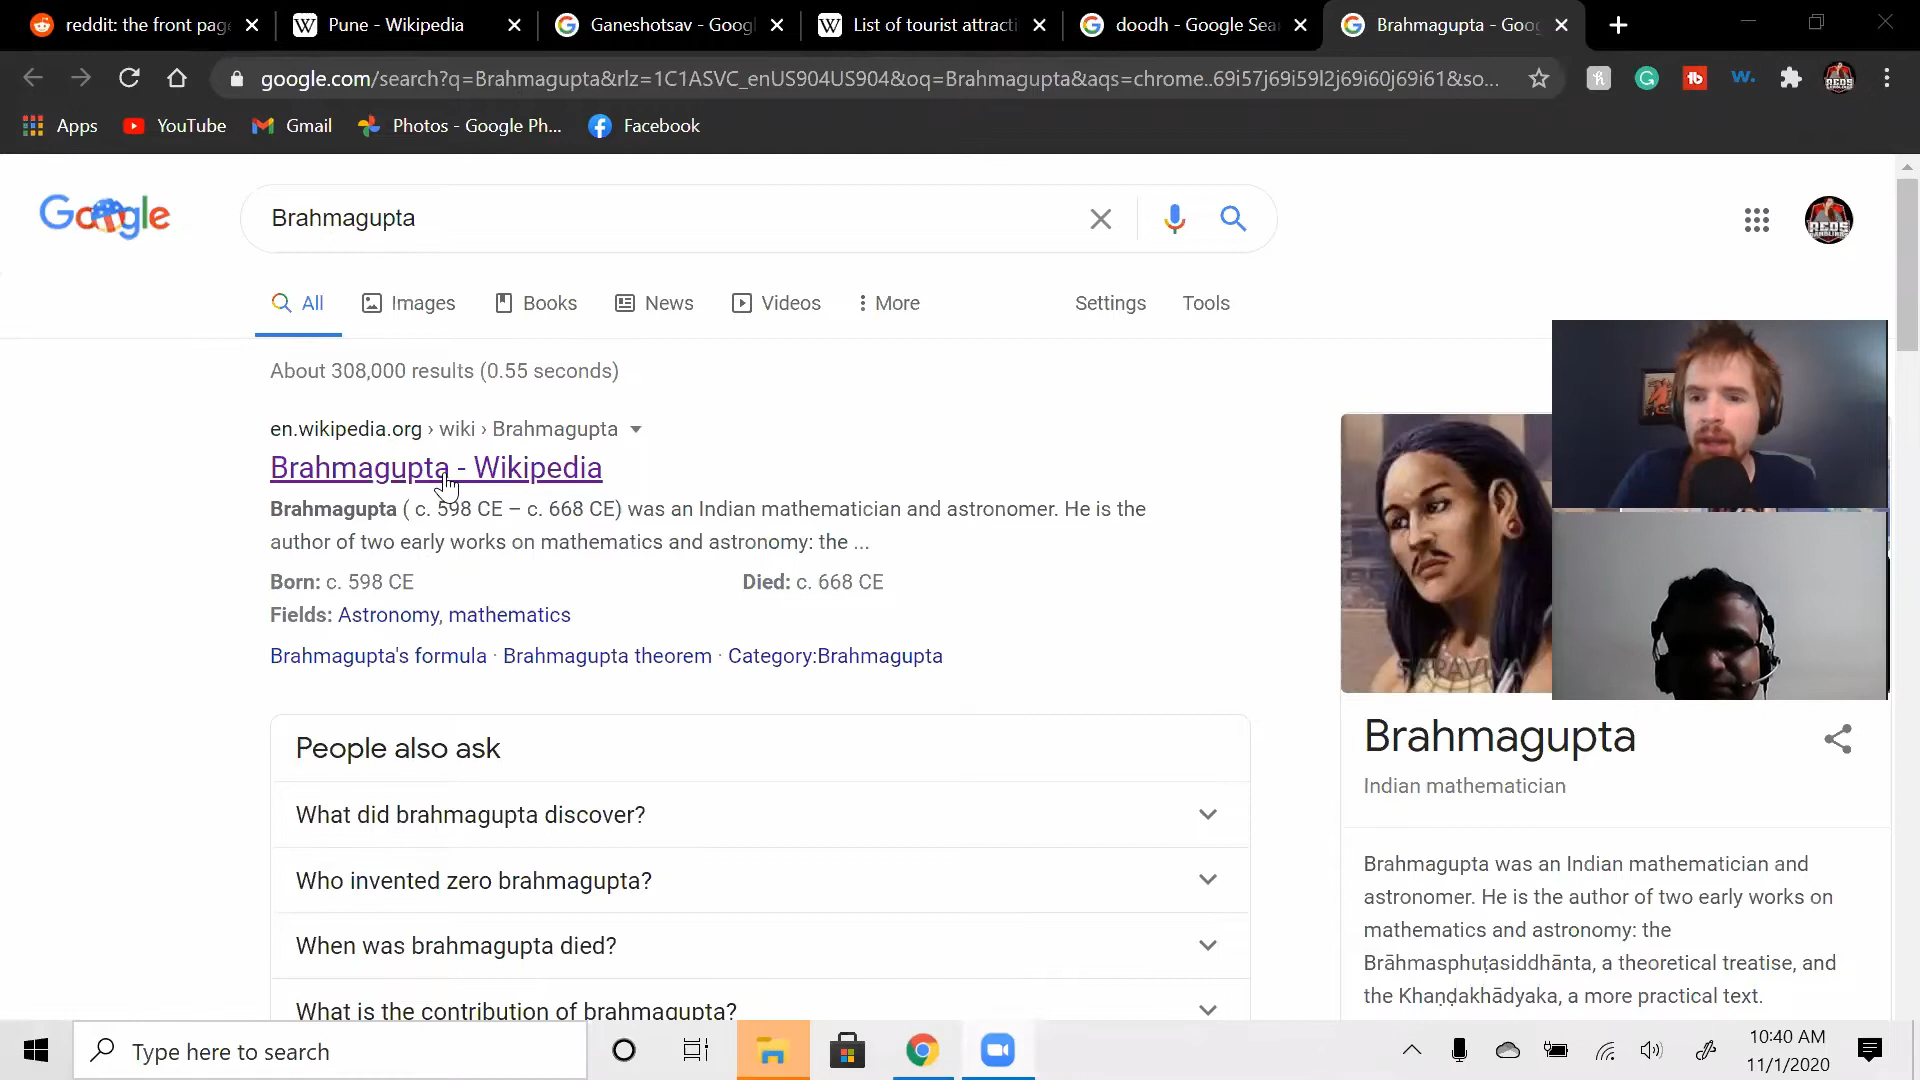 reddit: the front page
Pune - Wikipedia
Ganeshotsav - Googl
List of tourist attracti
doodh - Google Sea
Brahmagupta - Goo
google.com/search?q=Brahmagupta&rlz=1C1ASVC_enUS904US904&oq=Brahmagupta&aqs=chrome..69i57j69i59l2j69i60j69i61&so...
Apps
YouTube
Gmail
Photos - Google Ph...
Facebook
Google
Brahmagupta
REDS
All
Images
Books
News
Videos
More
Settings
Tools
About 308,000 results (0.55 seconds)
en.wikipedia.org › wiki › Brahmagupta
Brahmagupta - Wikipedia
Brahmagupta ( c. 598 CE – c. 668 CE) was an Indian mathematician and astronomer. He is the
author of two early works on mathematics and astronomy: the ...
Born: c. 598 CE
Died: c. 668 CE
Fields: Astronomy, mathematics
Brahmagupta's formula · Brahmagupta theorem · Category:Brahmagupta
People also ask
What did brahmagupta discover?
Who invented zero brahmagupta?
When was brahmagupta died?
What is the contribution of brahmagupta?
Brahmagupta
Indian mathematician
Brahmagupta was an Indian mathematician and
astronomer. He is the author of two early works on
mathematics and astronomy: the
Brāhmasphuṭasiddhānta, a theoretical treatise, and
the Khaṇḍakhādyaka, a more practical text.
Type here to search
10:40 AM
11/1/2020